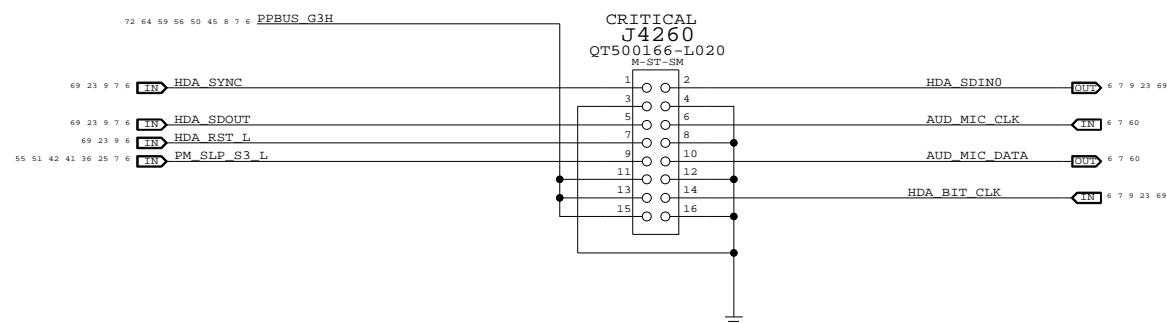 72 64 59 56 50 45 8 7 6 PPBUS_G3H
CRITICAL
J4260
QT500166-L020
M-ST-SM
69 23 9 7 6 IN HDA_SYNC 1 2 HDA_SDIN0 OUT 6 7 9 23 69
3 4
69 23 9 7 6 IN HDA_SDOUT 5 6 AUD_MIC_CLK IN 6 7 60
69 23 9 6 IN HDA_RST_L 7 8
55 51 42 41 36 25 7 6 IN PM_SLP_S3_L 9 10 AUD_MIC_DATA OUT 6 7 60
11 12
13 14 HDA_BIT_CLK IN 6 7 9 23 69
15 16